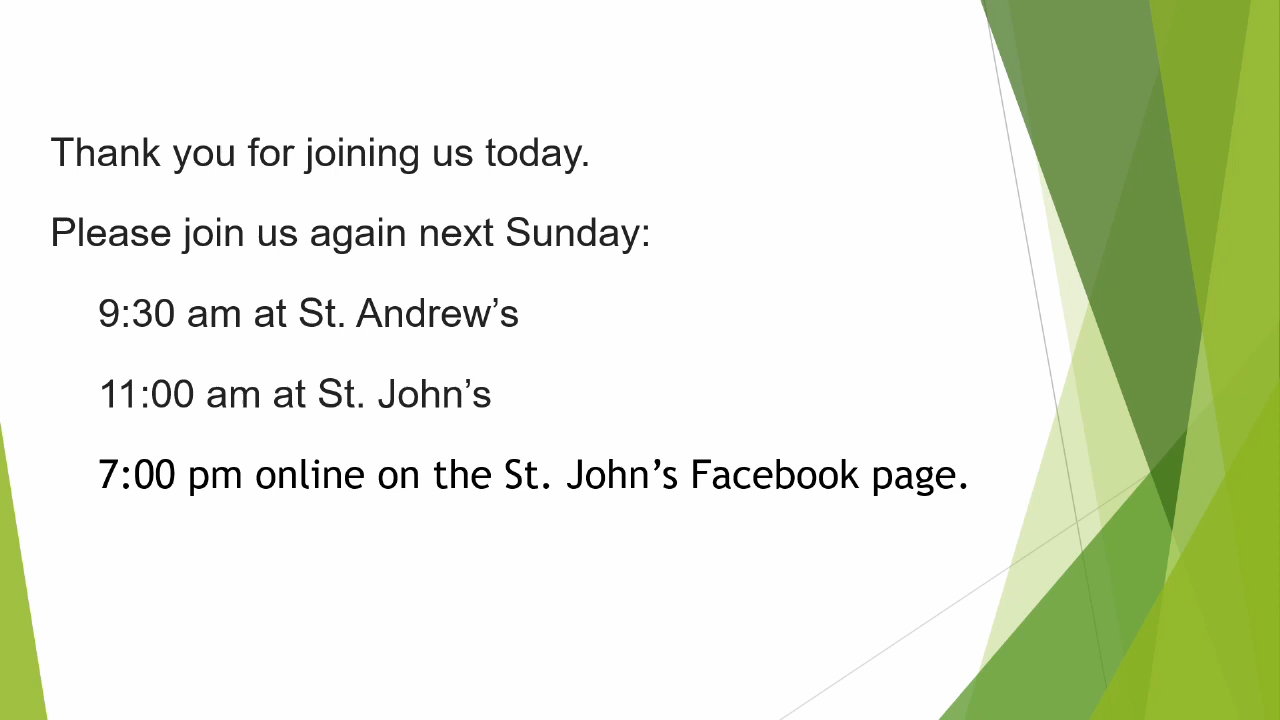 Thank you for joining us today.
Please join us again next Sunday:
9:30 am at St. Andrew’s
11:00 am at St. John’s
7:00 pm online on the St. John’s Facebook page.